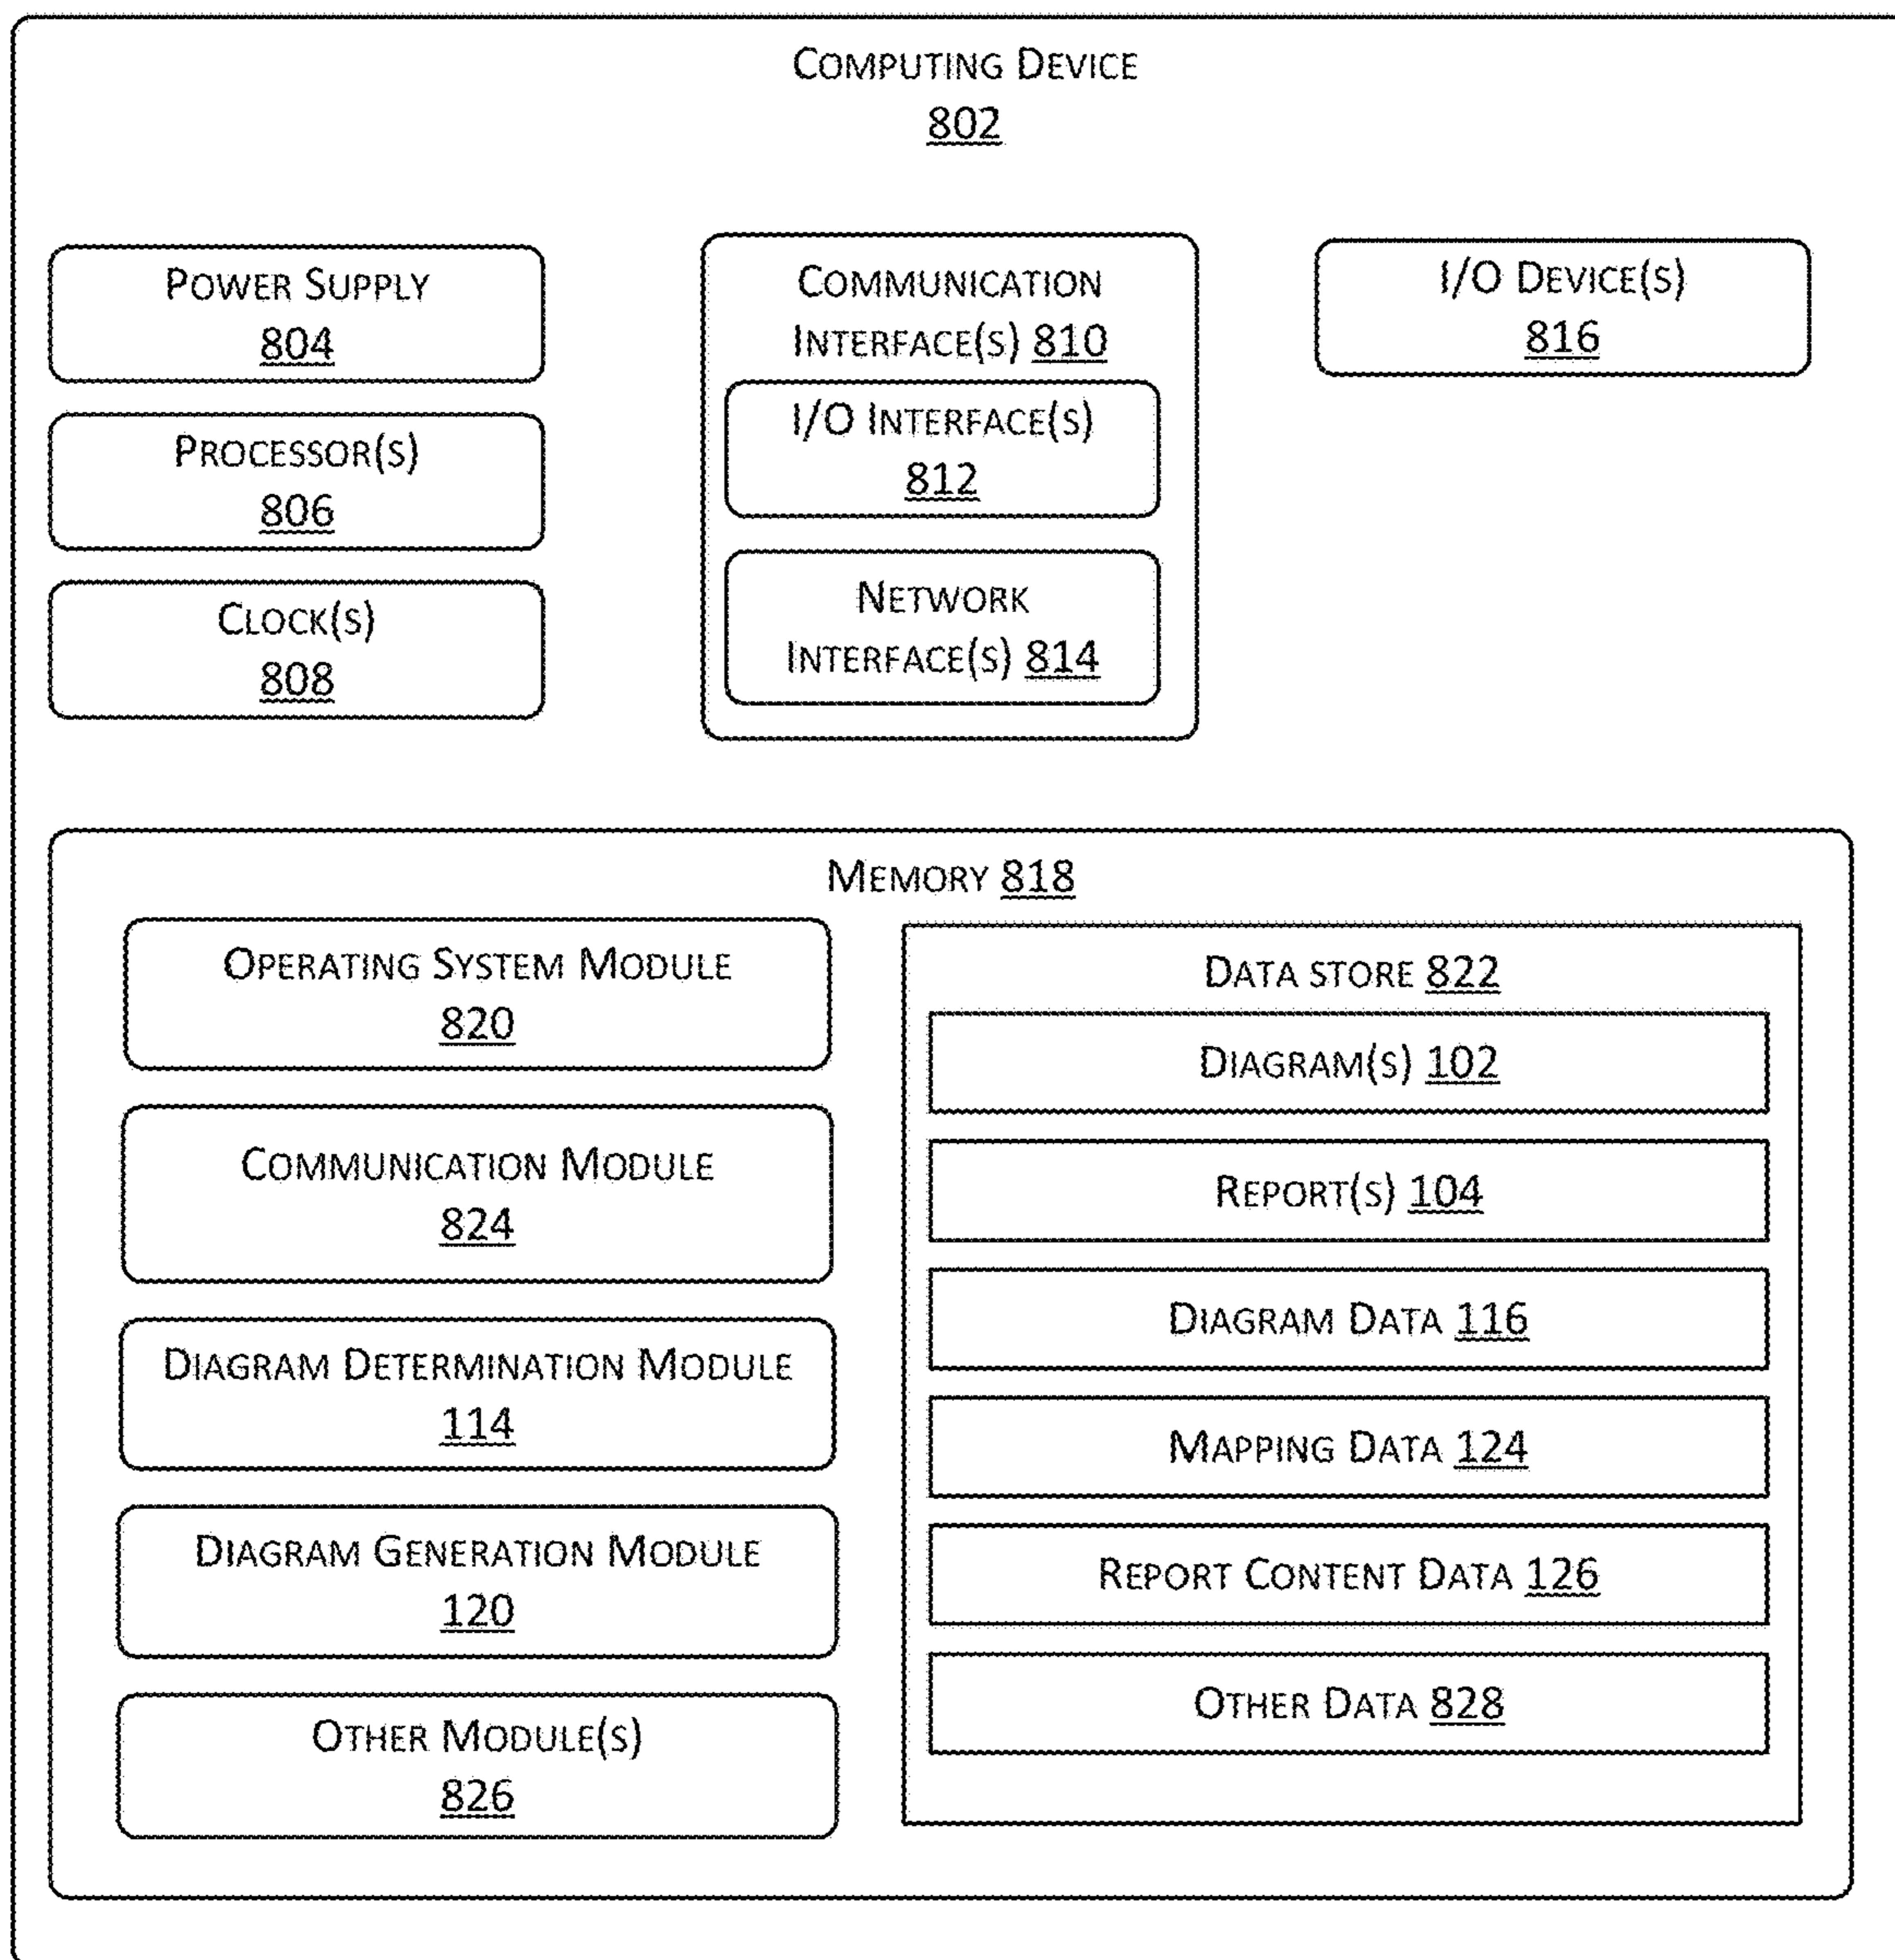 COMPUTING DEVICE
802
POWER SUPPLY
804
PROCESSOR(S)
806
CLOCK(S)
808
COMMUNICATION
INTERFACE(S) 810
I/O INTERFACE(S)
812
NETWORK
INTERFACE(S) 814
I/O DEVICE(S)
816
MEMORY 818
OPERATING SYSTEM MODULE
820
COMMUNICATION MODULE
824
DIAGRAM DETERMINATION MODULE
114
DIAGRAM GENERATION MODULE
120
OTHER MODULE(S)
826
DATA STORE 822
DIAGRAM(S) 102
REPORT(S) 104
DIAGRAM DATA 116
MAPPING DATA 124
REPORT CONTENT DATA 126
OTHER DATA 828